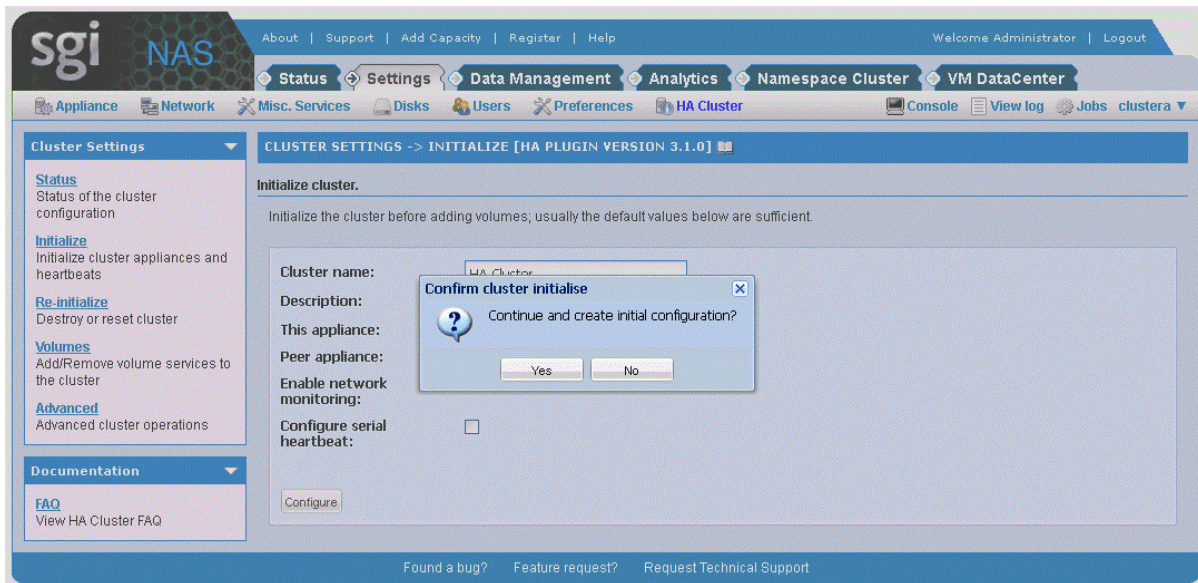 sgi NAS
About | Support | Add Capacity | Register | Help
Welcome Administrator | Logout
Status
Settings
Data Management
Analytics
Namespace Cluster
VM DataCenter
Appliance
Network
Misc. Services
Disks
Users
Preferences
HA Cluster
Console
View log
Jobs
clustera
Cluster Settings
Status
Status of the cluster
configuration
Initialize
Initialize cluster appliances and
heartbeats
Re-initialize
Destroy or reset cluster
Volumes
Add/Remove volume services to
the cluster
Advanced
Advanced cluster operations
Documentation
FAQ
View HA Cluster FAQ
CLUSTER SETTINGS -> INITIALIZE [HA PLUGIN VERSION 3.1.0]
Initialize cluster.
Initialize the cluster before adding volumes; usually the default values below are sufficient.
Cluster name:
HA Cluster
Description:
This appliance:
Peer appliance:
Enable network
monitoring:
Configure serial
heartbeat:
Configure
Confirm cluster initialise
Continue and create initial configuration?
Yes
No
Found a bug?
Feature request?
Request Technical Support